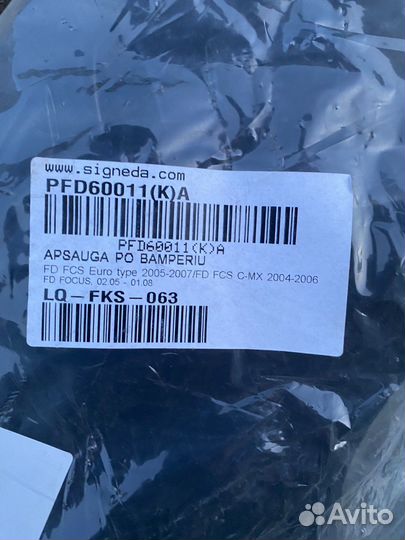 www.signeda.com
PFD60011(K)A
PFD60011(K)A
APSAUGA PO BAMPERIU
FD FCS Euro type 2005-2007/FD FCS C-MX 2004-2006
FD FOCUS, 02.05 - 01.08
LQ-FKS-063
Avito